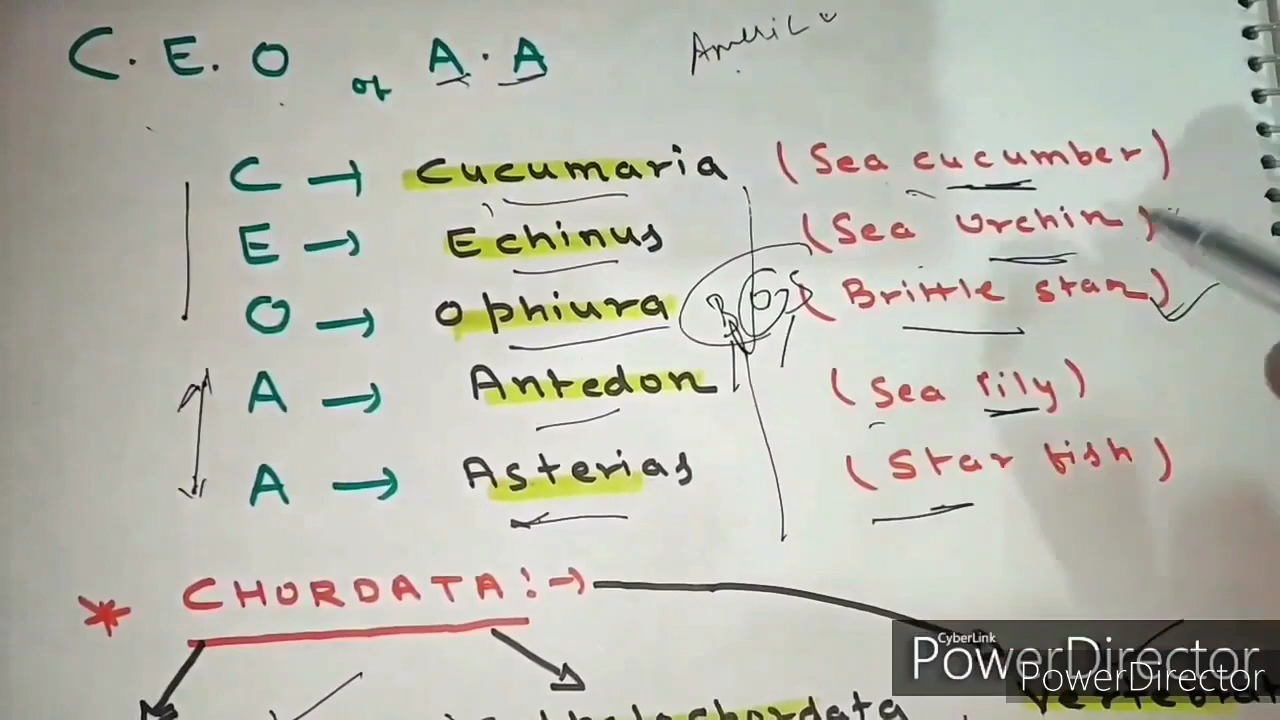 C. E. O of A. A
C → Cucumaria (Sea cucumber)
E → Echinus (Sea Urchin)
O → Ophiura (Brittle star)
A → Antedon (Sea lily)
A → Asterias (Star fish)
* CHORDATA :→
CyberLink
PowerDirector
PowerDirector